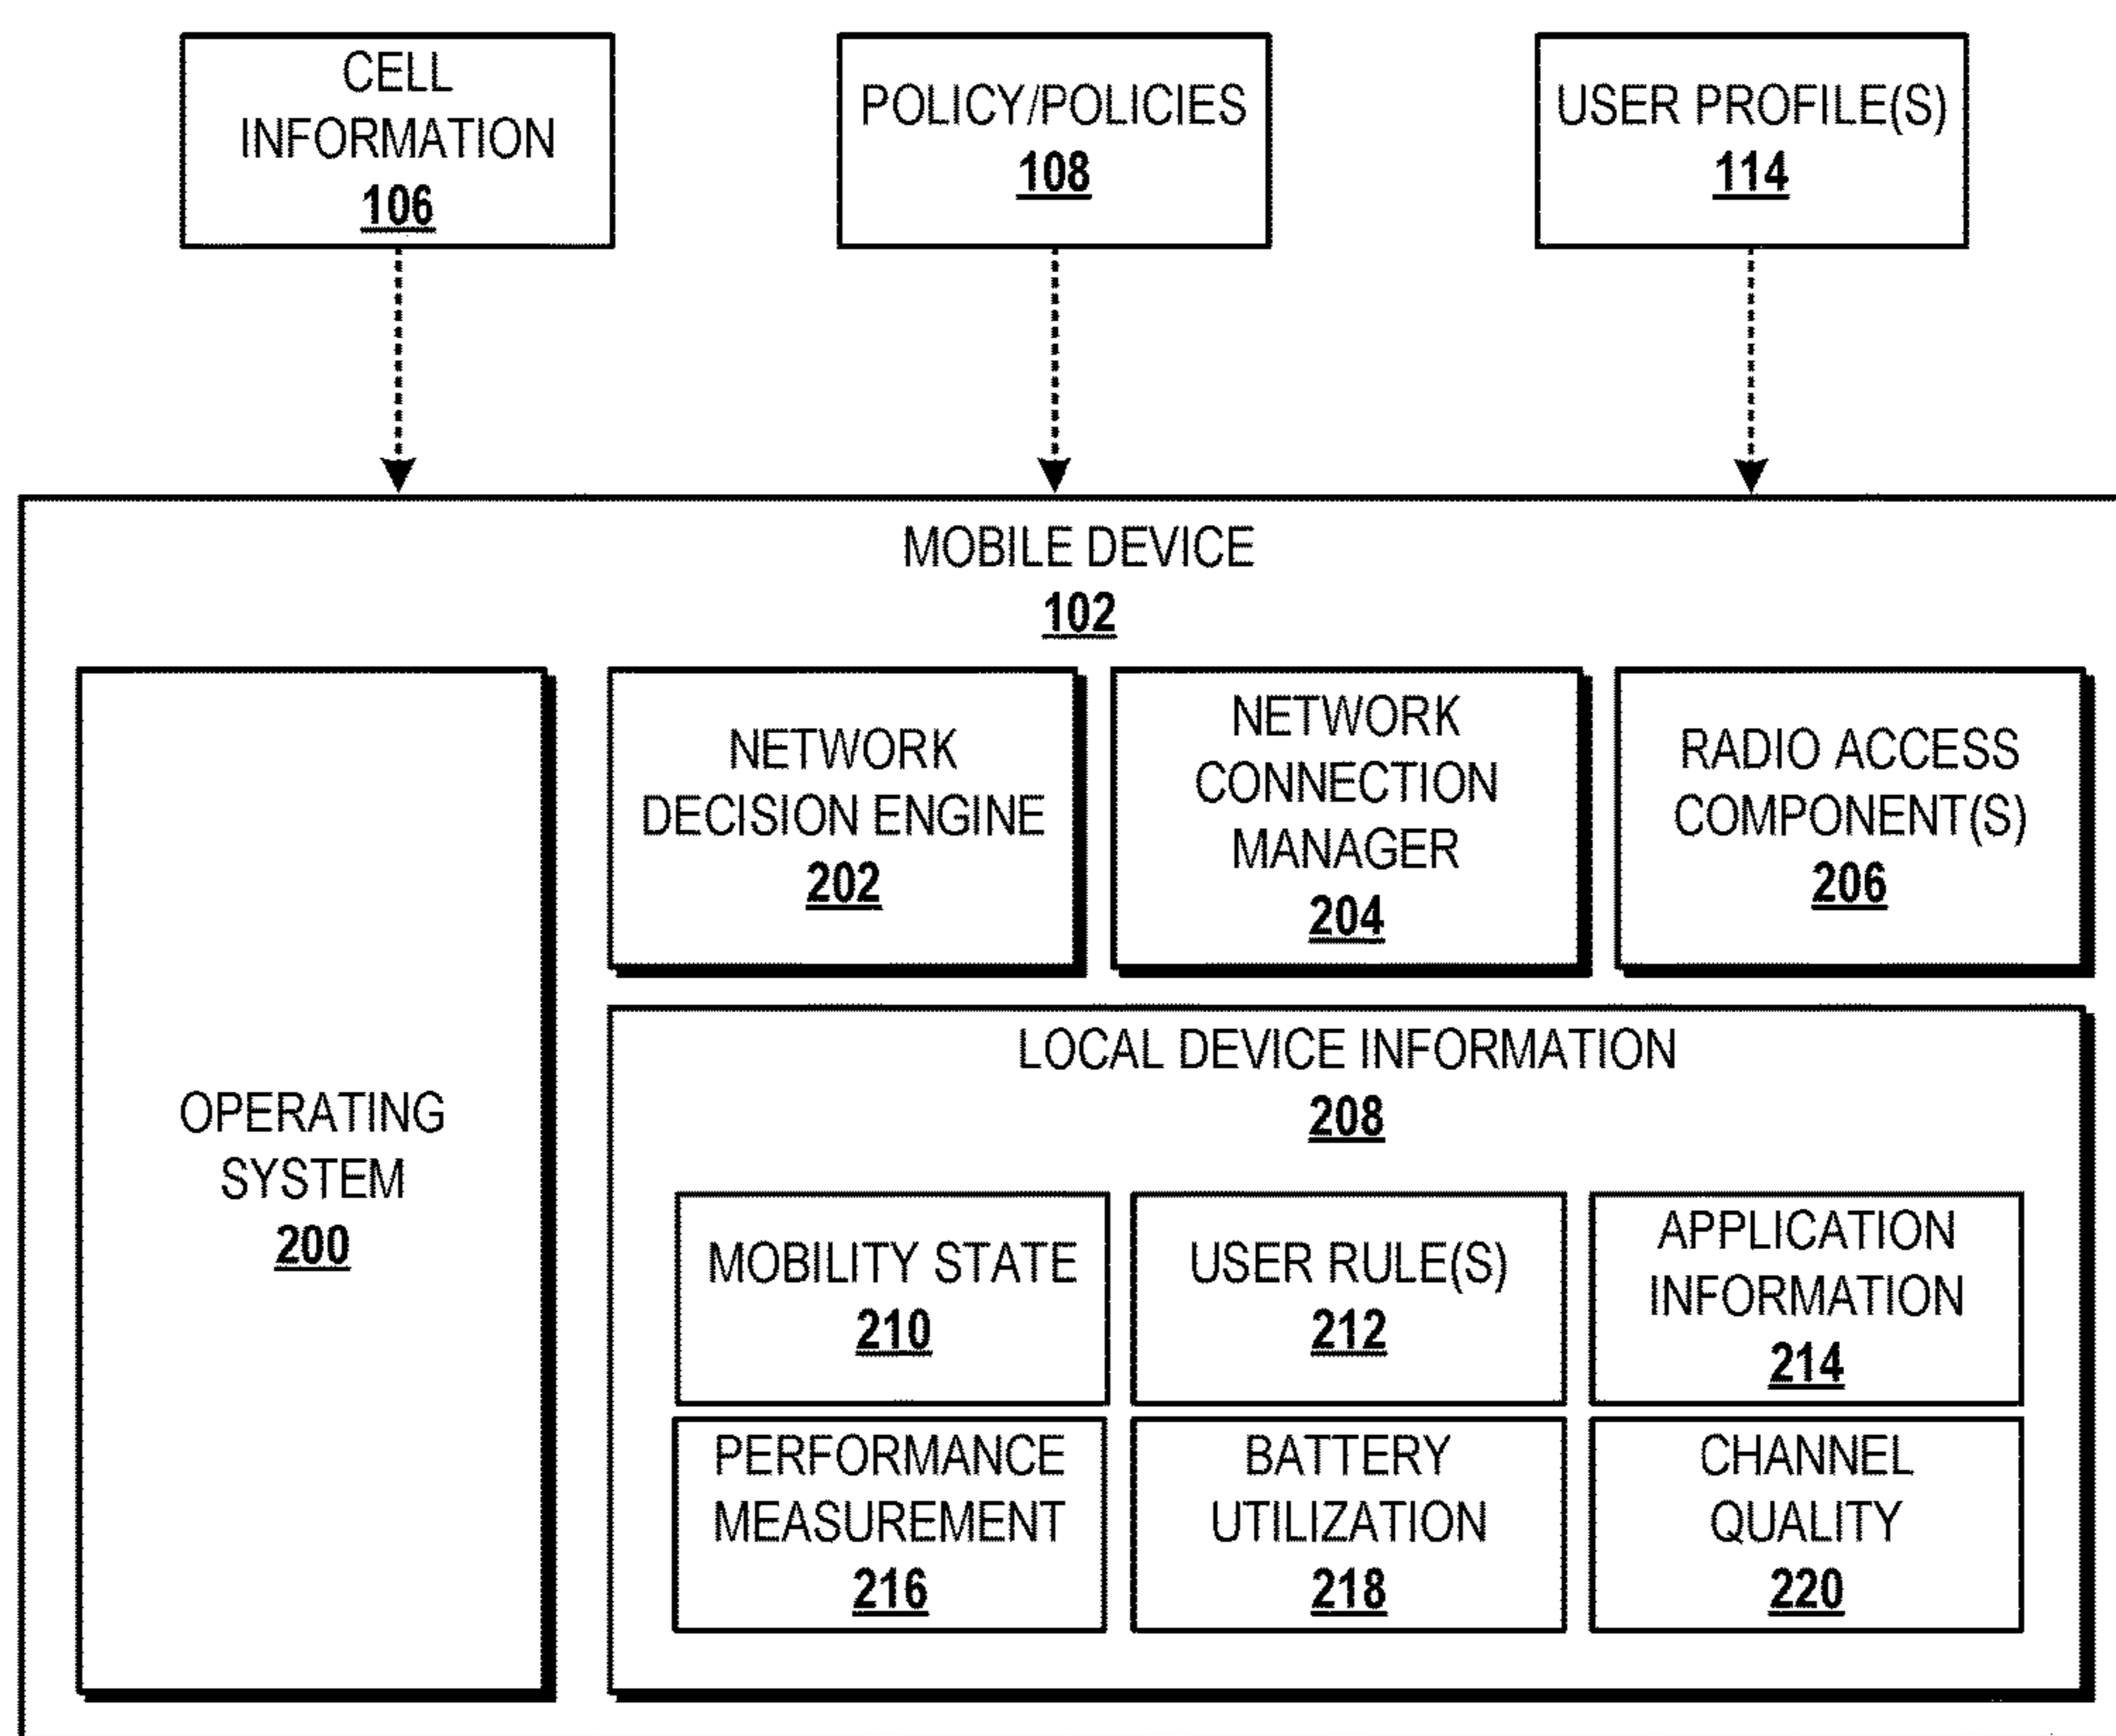 CELL
INFORMATION
106
POLICY/POLICIES
108
USER PROFILE(S)
114
MOBILE DEVICE
102
OPERATING
SYSTEM
200
NETWORK
DECISION ENGINE
202
NETWORK
CONNECTION
MANAGER
204
RADIO ACCESS
COMPONENT(S)
206
LOCAL DEVICE INFORMATION
208
MOBILITY STATE
210
USER RULE(S)
212
APPLICATION
INFORMATION
214
PERFORMANCE
MEASUREMENT
216
BATTERY
UTILIZATION
218
CHANNEL
QUALITY
220